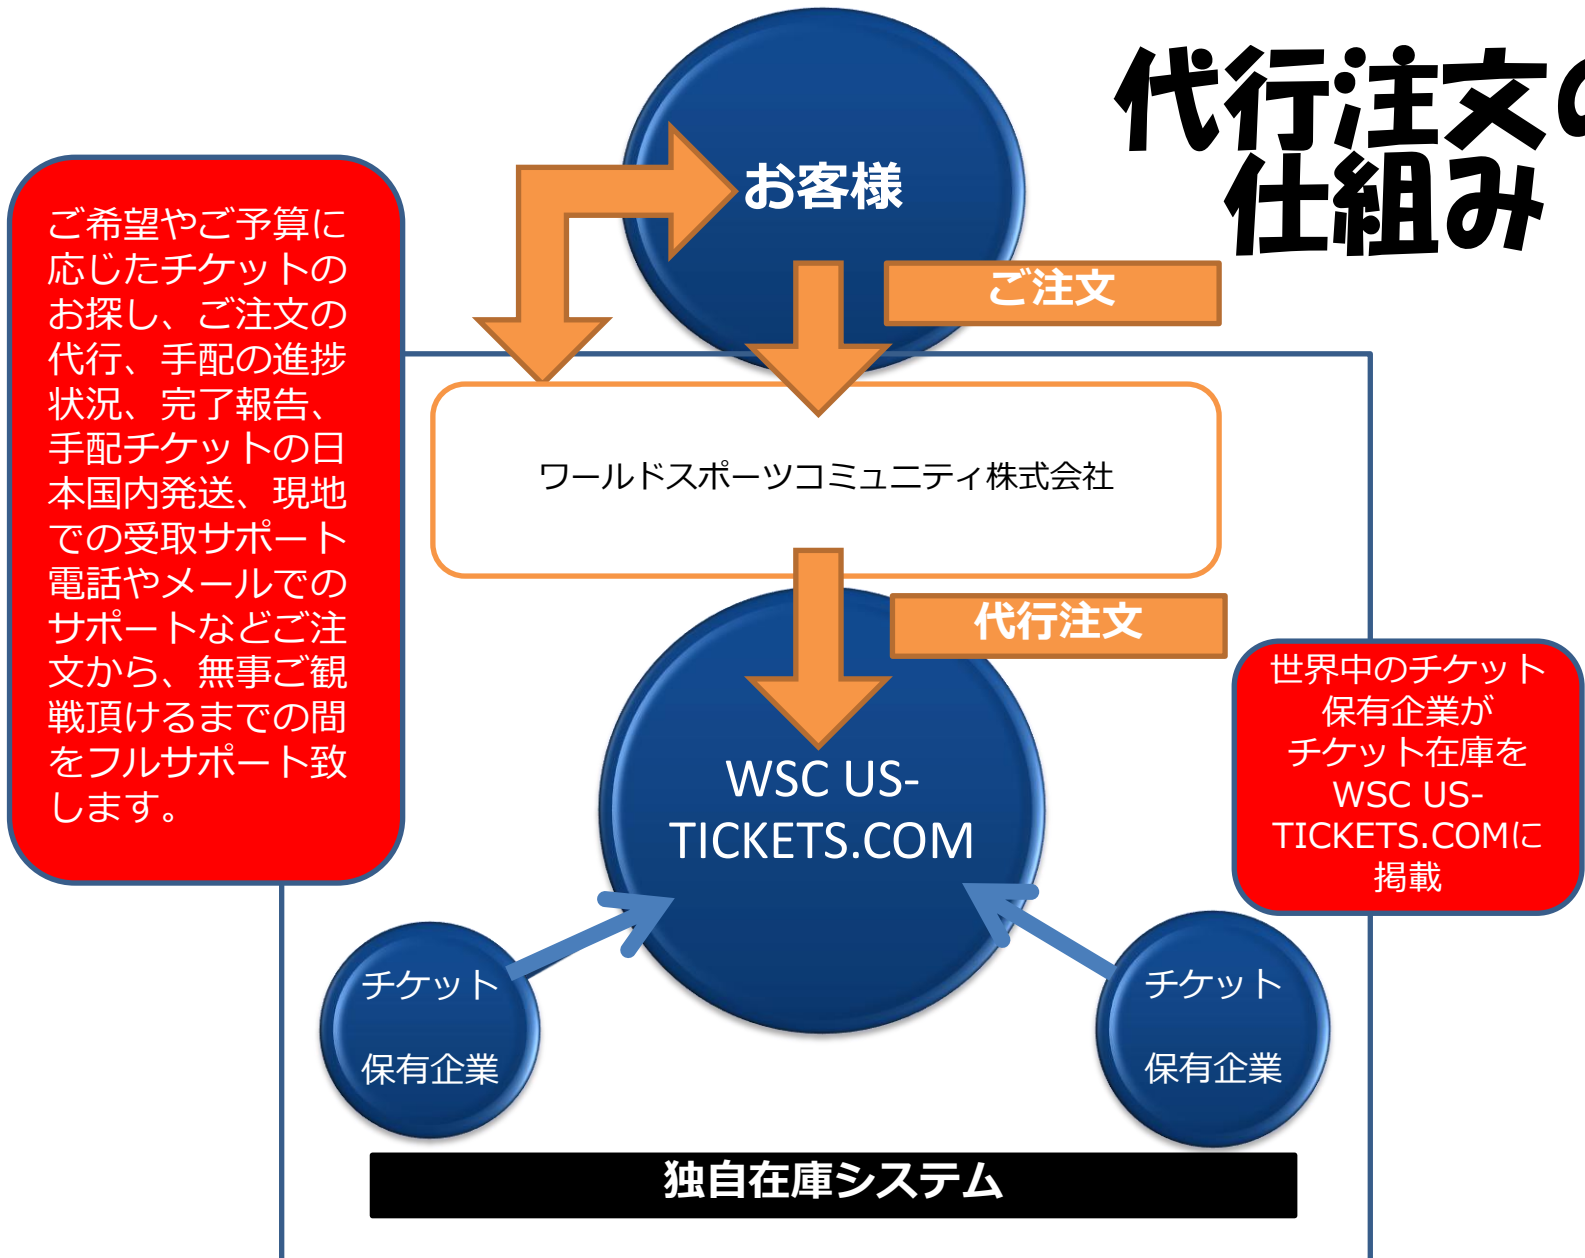 代行注文の
仕組み
お客様
ご注文
ご希望やご予算に
応じたチケットの
お探し、ご注文の
代行、手配の進捗
状況、完了報告、
手配チケットの日
本国内発送、現地
での受取サポート
電話やメールでの
サポートなどご注
文から、無事ご観
戦頂けるまでの間
をフルサポート致
します。
ワールドスポーツコミュニティ株式会社
代行注文
世界中のチケット
保有企業が
チケット在庫を
WSC US-
TICKETS.COMに
掲載
WSC US-
TICKETS.COM
チケット
保有企業
チケット
保有企業
独自在庫システム